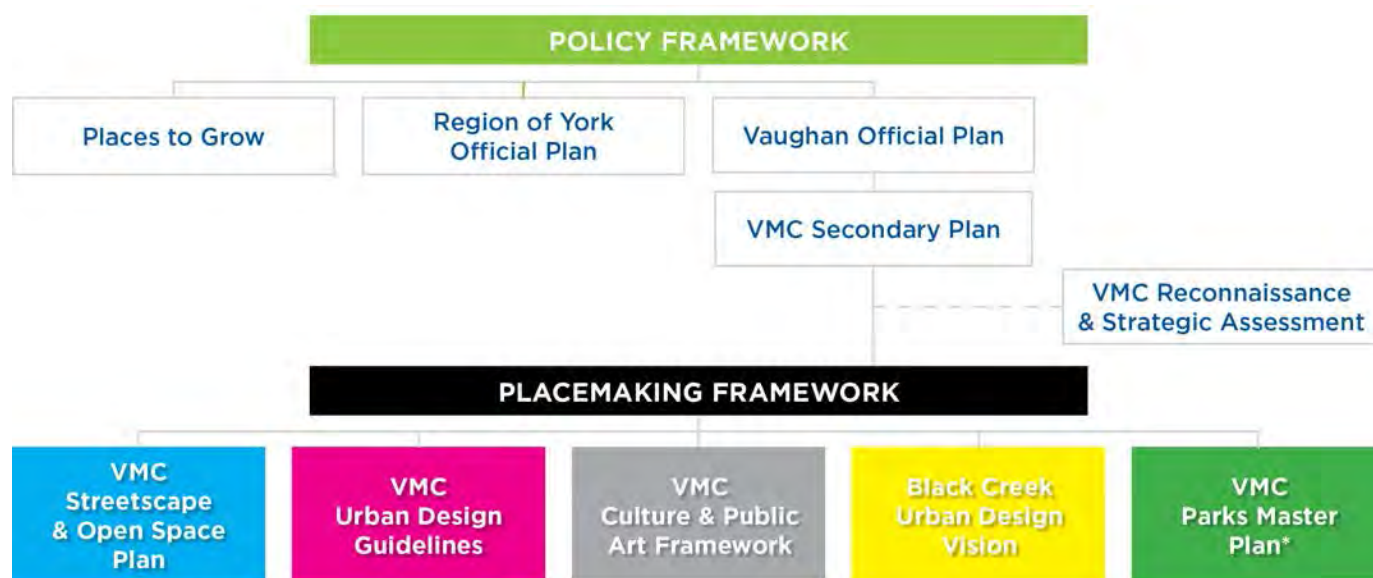 POLICY FRAMEWORK
Places to Grow
Region of York
Official Plan
Vaughan Official Plan
VMC Secondary Plan
VMC Reconnaissance
& Strategic Assessment
PLACEMAKING FRAMEWORK
VMC
Streetscape
& Open Space
Plan
VMC
Urban Design
Guidelines
VMC
Culture & Public
Art Framework
Black Creek
Urban Design
Vision
VMC
Parks Master
Plan*